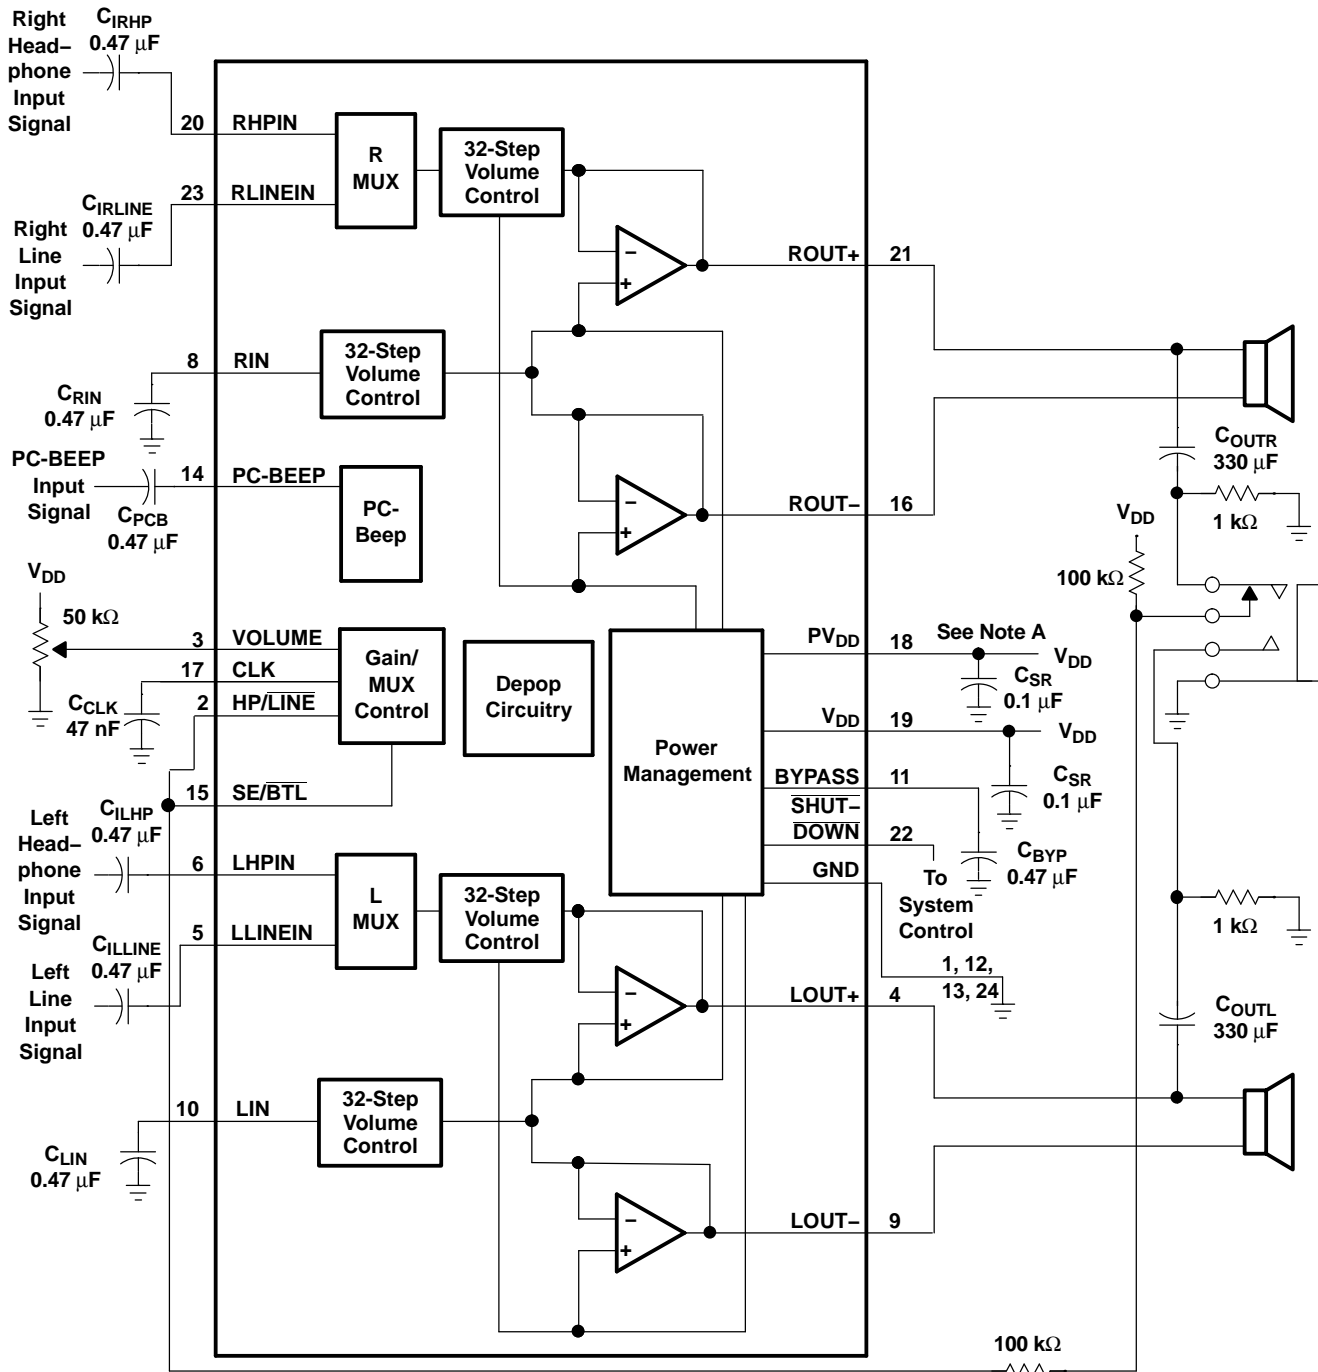 Right
Head–
phone
Input
Signal
CIRHP
0.47 μF
20
RHPIN
R
MUX
32-Step
Volume
Control
CIRLINE
0.47 μF
23
RLINEIN
Right
Line
Input
Signal
–
+
ROUT+
21
8
RIN
32-Step
Volume
Control
CRIN
0.47 μF
COUTR
330 μF
PC-BEEP
Input
Signal
14
PC-BEEP
PC-
Beep
CPCB
0.47 μF
–
+
ROUT–
16
1 kΩ
VDD
100 kΩ
VDD
50 kΩ
3
VOLUME
17
CLK
2
HP/LINE
Gain/
MUX
Control
CCLK
47 nF
Depop
Circuitry
Power
Management
PVDD
18
See Note A
VDD
CSR
0.1 μF
VDD
19
VDD
CSR
0.1 μF
BYPASS
11
SHUT–
DOWN
22
CBYP
0.47 μF
GND
To
System
Control
1, 12,
13, 24
15
SE/BTL
Left
Head–
phone
Input
Signal
CILHP
0.47 μF
6
LHPIN
L
MUX
32-Step
Volume
Control
CILLINE
0.47 μF
5
LLINEIN
Left
Line
Input
Signal
–
+
LOUT+
4
1 kΩ
COUTL
330 μF
10
LIN
32-Step
Volume
Control
CLIN
0.47 μF
–
+
LOUT–
9
100 kΩ